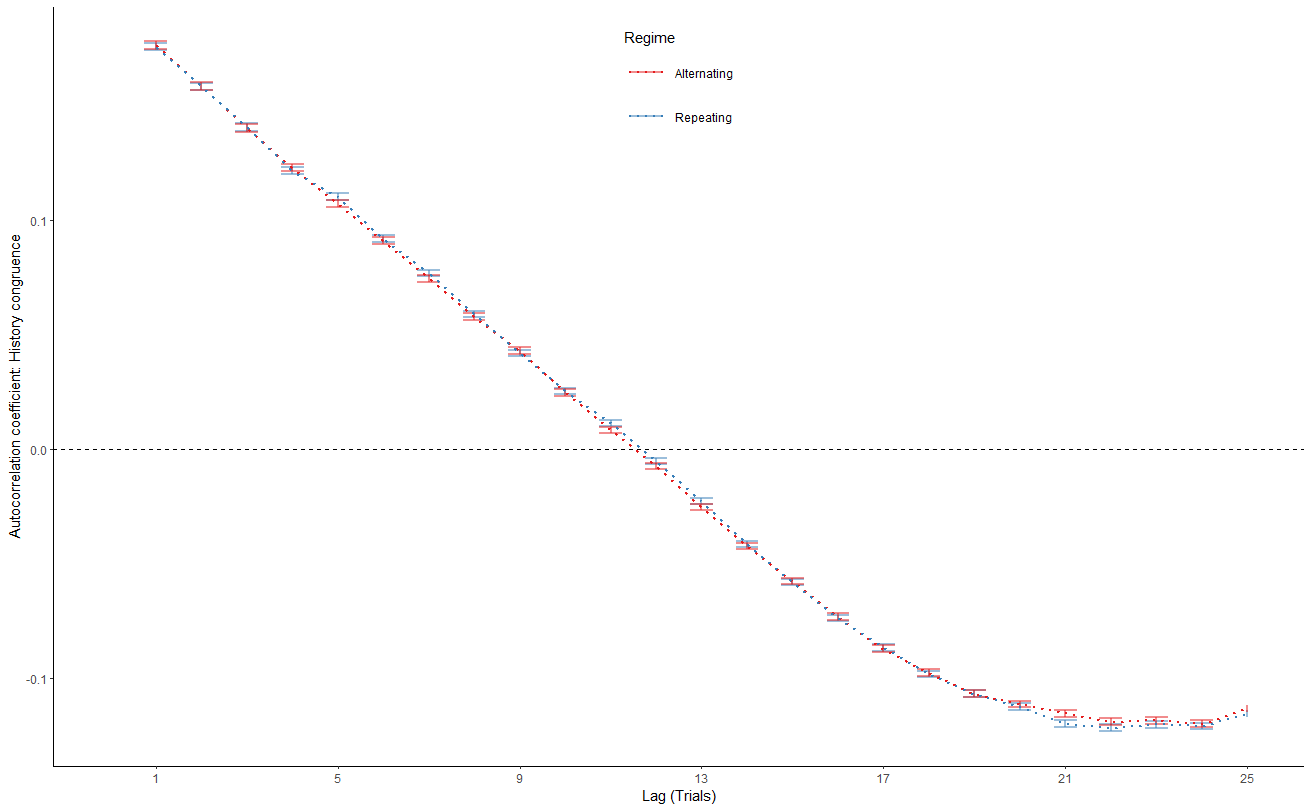 Regime
Alternating
Repeating
Autocorrelation coefficient: History congruence
0.1
0.0
-0.1
1 5 9 13 17 21 25
Lag (Trials)